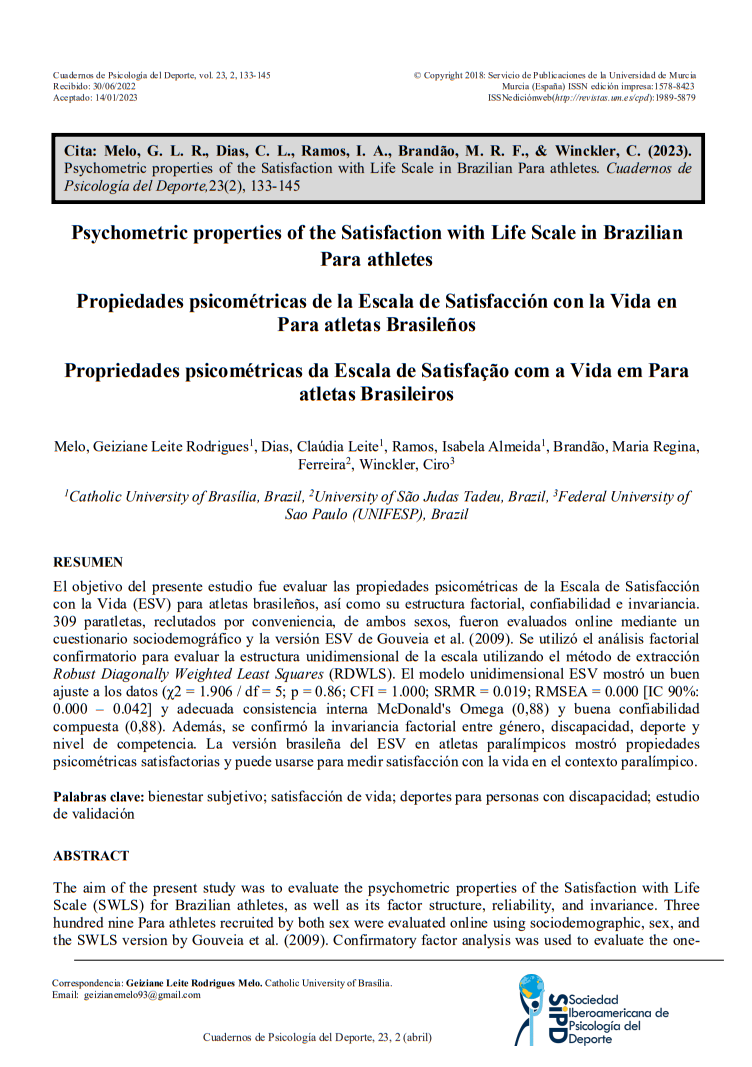 Cuadernos de Psicología del Deporte, vol. 23, 2, 133-145
Recibido: 30/06/2022
Aceptado: 14/01/2023
© Copyright 2018: Servicio de Publicaciones de la Universidad de Murcia
Murcia (España) ISSN edición impresa:1578-8423
ISSNediciónweb(http://revistas.um.es/cpd):1989-5879
Cita: Melo, G. L. R., Dias, C. L., Ramos, I. A., Brandão, M. R. F., & Winckler, C. (2023).
Psychometric properties of the Satisfaction with Life Scale in Brazilian Para athletes. Cuadernos de
Psicología del Deporte,23(2), 133-145
Psychometric properties of the Satisfaction with Life Scale in Brazilian
Para athletes
Propiedades psicométricas de la Escala de Satisfacción con la Vida en
Para atletas Brasileños
Propriedades psicométricas da Escala de Satisfação com a Vida em Para
atletas Brasileiros
Melo, Geiziane Leite Rodrigues1, Dias, Claúdia Leite1, Ramos, Isabela Almeida1, Brandão, Maria Regina,
Ferreira2, Winckler, Ciro3
1Catholic University of Brasília, Brazil, 2University of São Judas Tadeu, Brazil, 3Federal University of
Sao Paulo (UNIFESP), Brazil
RESUMEN
El objetivo del presente estudio fue evaluar las propiedades psicométricas de la Escala de Satisfacción
con la Vida (ESV) para atletas brasileños, así como su estructura factorial, confiabilidad e invariancia.
309 paratletas, reclutados por conveniencia, de ambos sexos, fueron evaluados online mediante un
cuestionario sociodemográfico y la versión ESV de Gouveia et al. (2009). Se utilizó el análisis factorial
confirmatorio para evaluar la estructura unidimensional de la escala utilizando el método de extracción
Robust Diagonally Weighted Least Squares (RDWLS). El modelo unidimensional ESV mostró un buen
ajuste a los datos (χ2 = 1.906 / df = 5; p = 0.86; CFI = 1.000; SRMR = 0.019; RMSEA = 0.000 [IC 90%:
0.000 – 0.042] y adecuada consistencia interna McDonald's Omega (0,88) y buena confiabilidad
compuesta (0,88). Además, se confirmó la invariancia factorial entre género, discapacidad, deporte y
nivel de competencia. La versión brasileña del ESV en atletas paralímpicos mostró propiedades
psicométricas satisfactorias y puede usarse para medir satisfacción con la vida en el contexto paralímpico.
Palabras clave: bienestar subjetivo; satisfacción de vida; deportes para personas con discapacidad; estudio
de validación
ABSTRACT
The aim of the present study was to evaluate the psychometric properties of the Satisfaction with Life
Scale (SWLS) for Brazilian athletes, as well as its factor structure, reliability, and invariance. Three
hundred nine Para athletes recruited by both sex were evaluated online using sociodemographic, sex, and
the SWLS version by Gouveia et al. (2009). Confirmatory factor analysis was used to evaluate the one-
Correspondencia: Geiziane Leite Rodrigues Melo. Catholic University of Brasília.
Email: geizianemelo93@gmail.com
Cuadernos de Psicología del Deporte, 23, 2 (abril)
SIPD
Sociedad
Iberoamericana de
Psicología del
Deporte